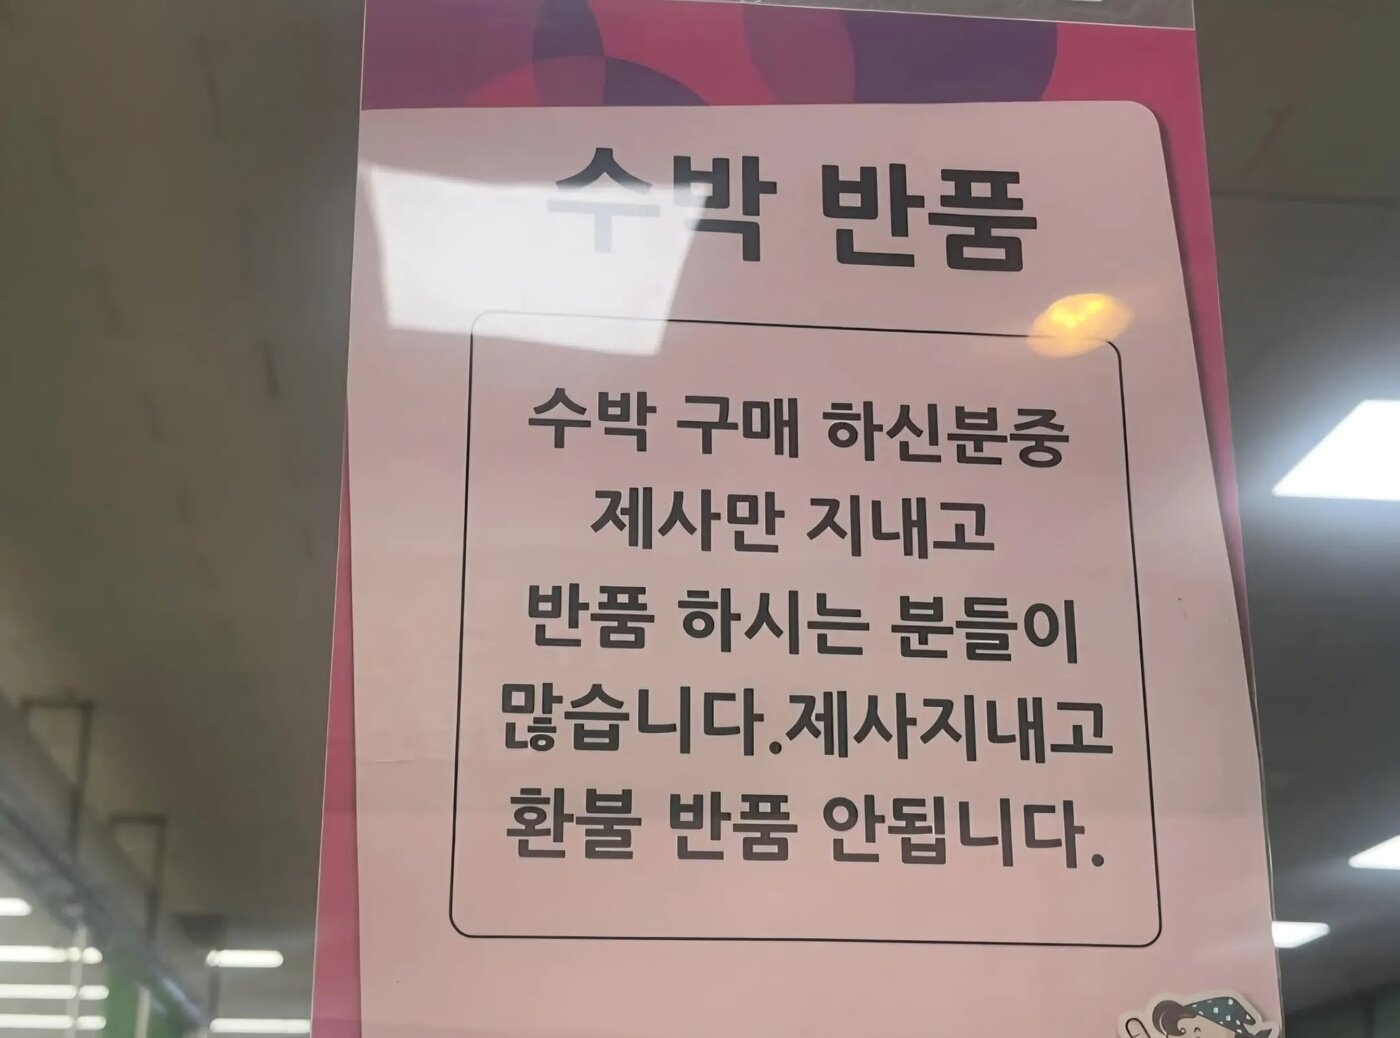 수박 반품
수박 구매 하신분중
제사만 지내고
반품 하시는 분들이
많습니다.제사지내고
환불 반품 안됩니다.